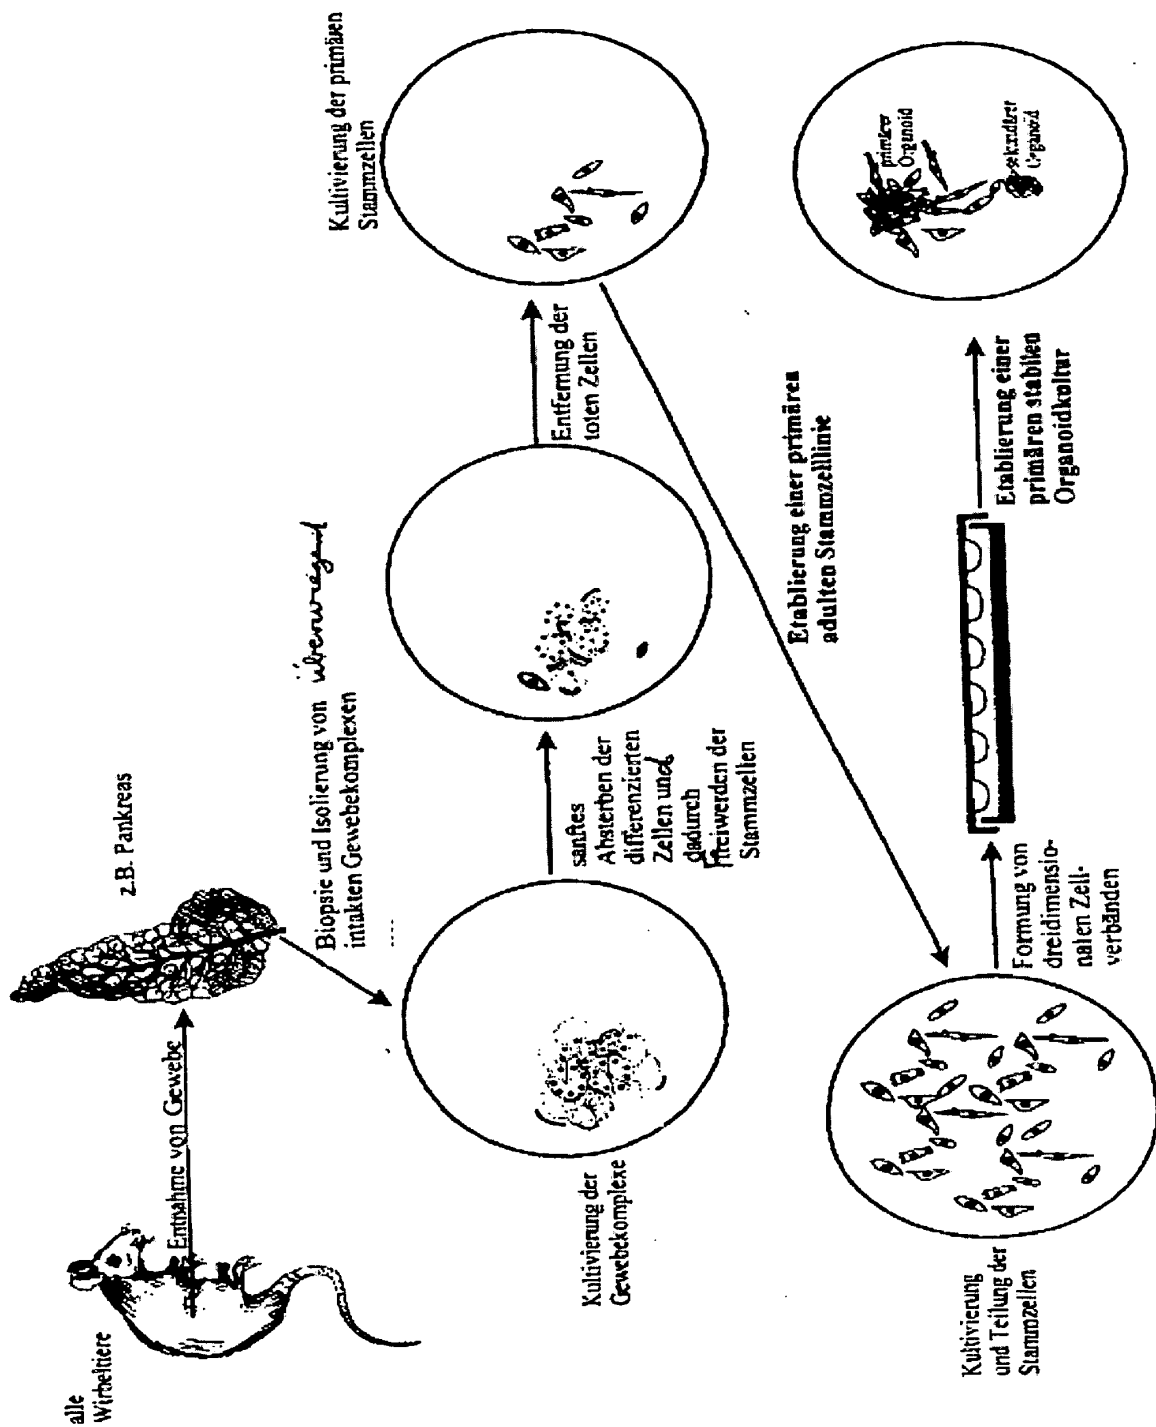 alle
Wirbeltiere
Entnahme von Gewebe
z.B. Pankreas
Biopsie und Isolierung von überwiegend
intakten Gewebekomplexen
Kultivierung der
Gewebekomplexe
sanftes
Absterben der
differenzierten
Zellen und
dadurch
Freiwerden der
Stammzellen
Entfernung der
toten Zellen
Kultivierung der primären
Stammzellen
Etablierung einer primären
adulten Stammzelllinie
Kultivierung
und Teilung der
Stammzellen
Formung von
dreidimensio-
nalen Zell-
verbänden
Etablierung einer
primären stabilen
Organoidkultur
primärer
Organoid
sekundärer
Organoid